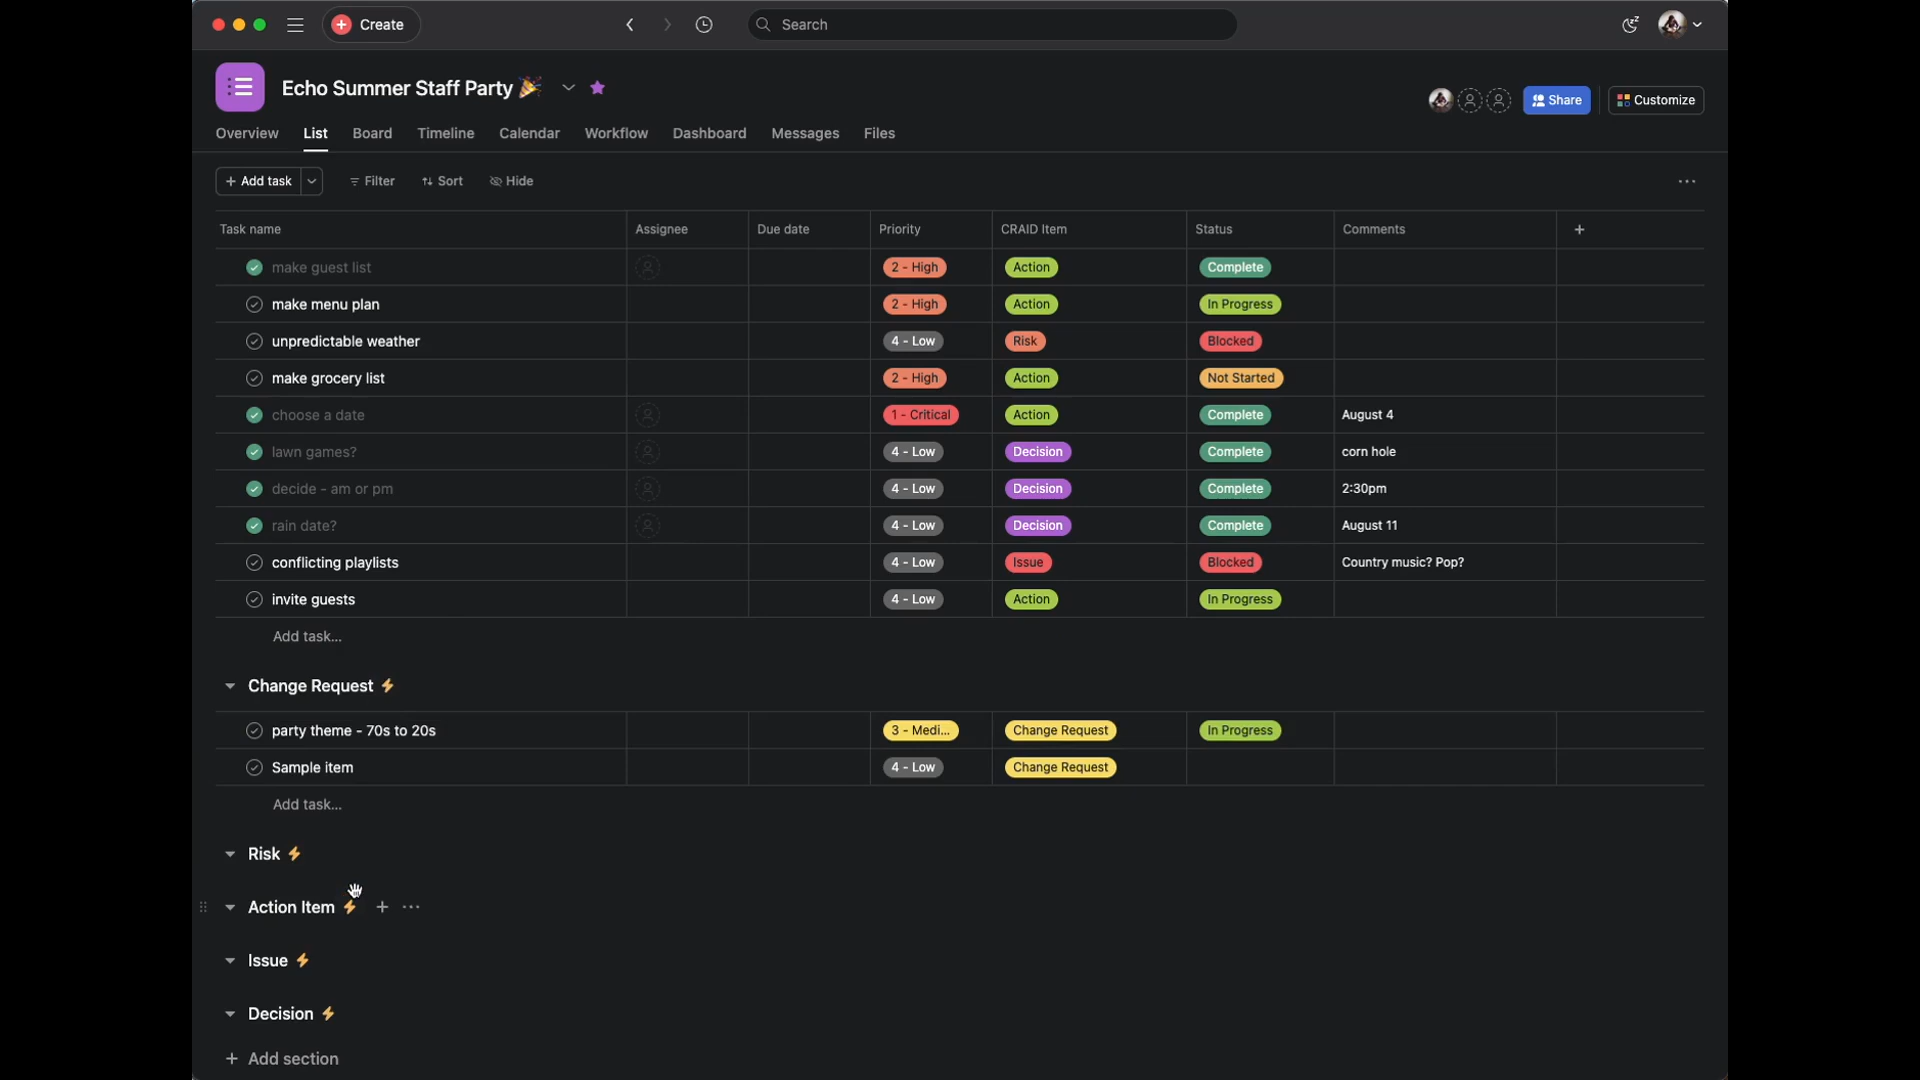 Create
Search
Echo Summer Staff Party 🎉
Share
Customize
Overview List Board Timeline Calendar Workflow Dashboard Messages Files
+ Add task Filter Sort Hide
Task name Assignee Due date Priority CRAID Item Status Comments +
make guest list 2 - High Action Complete
make menu plan 2 - High Action In Progress
unpredictable weather 4 - Low Risk Blocked
make grocery list 2 - High Action Not Started
choose a date 1 - Critical Action Complete August 4
lawn games? 4 - Low Decision Complete corn hole
decide - am or pm 4 - Low Decision Complete 2:30pm
rain date? 4 - Low Decision Complete August 11
conflicting playlists 4 - Low Issue Blocked Country music? Pop?
invite guests 4 - Low Action In Progress
Add task...
Change Request ⚡
party theme - 70s to 20s 3 - Medi... Change Request In Progress
Sample item 4 - Low Change Request
Add task...
Risk ⚡
Action Item ⚡ + ...
Issue ⚡
Decision ⚡
+ Add section